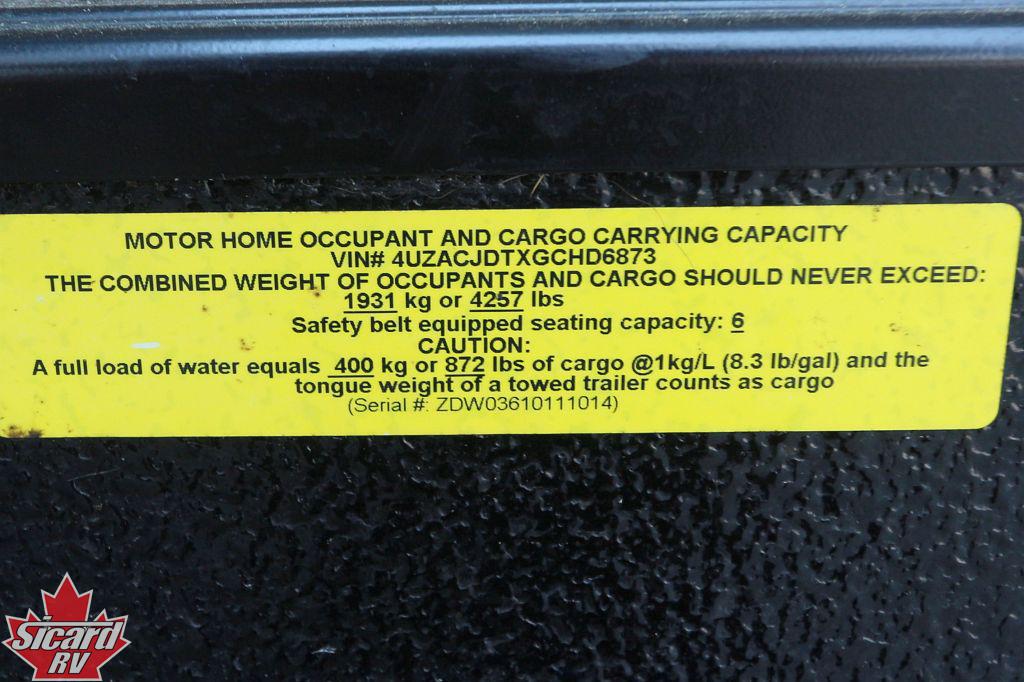 MOTOR HOME OCCUPANT AND CARGO CARRYING CAPACITY
VIN# 4UZACJDTXGCHD6873
THE COMBINED WEIGHT OF OCCUPANTS AND CARGO SHOULD NEVER EXCEED:
1931 kg or 4257 lbs
Safety belt equipped seating capacity: 6
CAUTION:
A full load of water equals 400 kg or 872 lbs of cargo @1kg/L (8.3 lb/gal) and the
tongue weight of a towed trailer counts as cargo
(Serial #: ZDW03610111014)
Sicard
RV